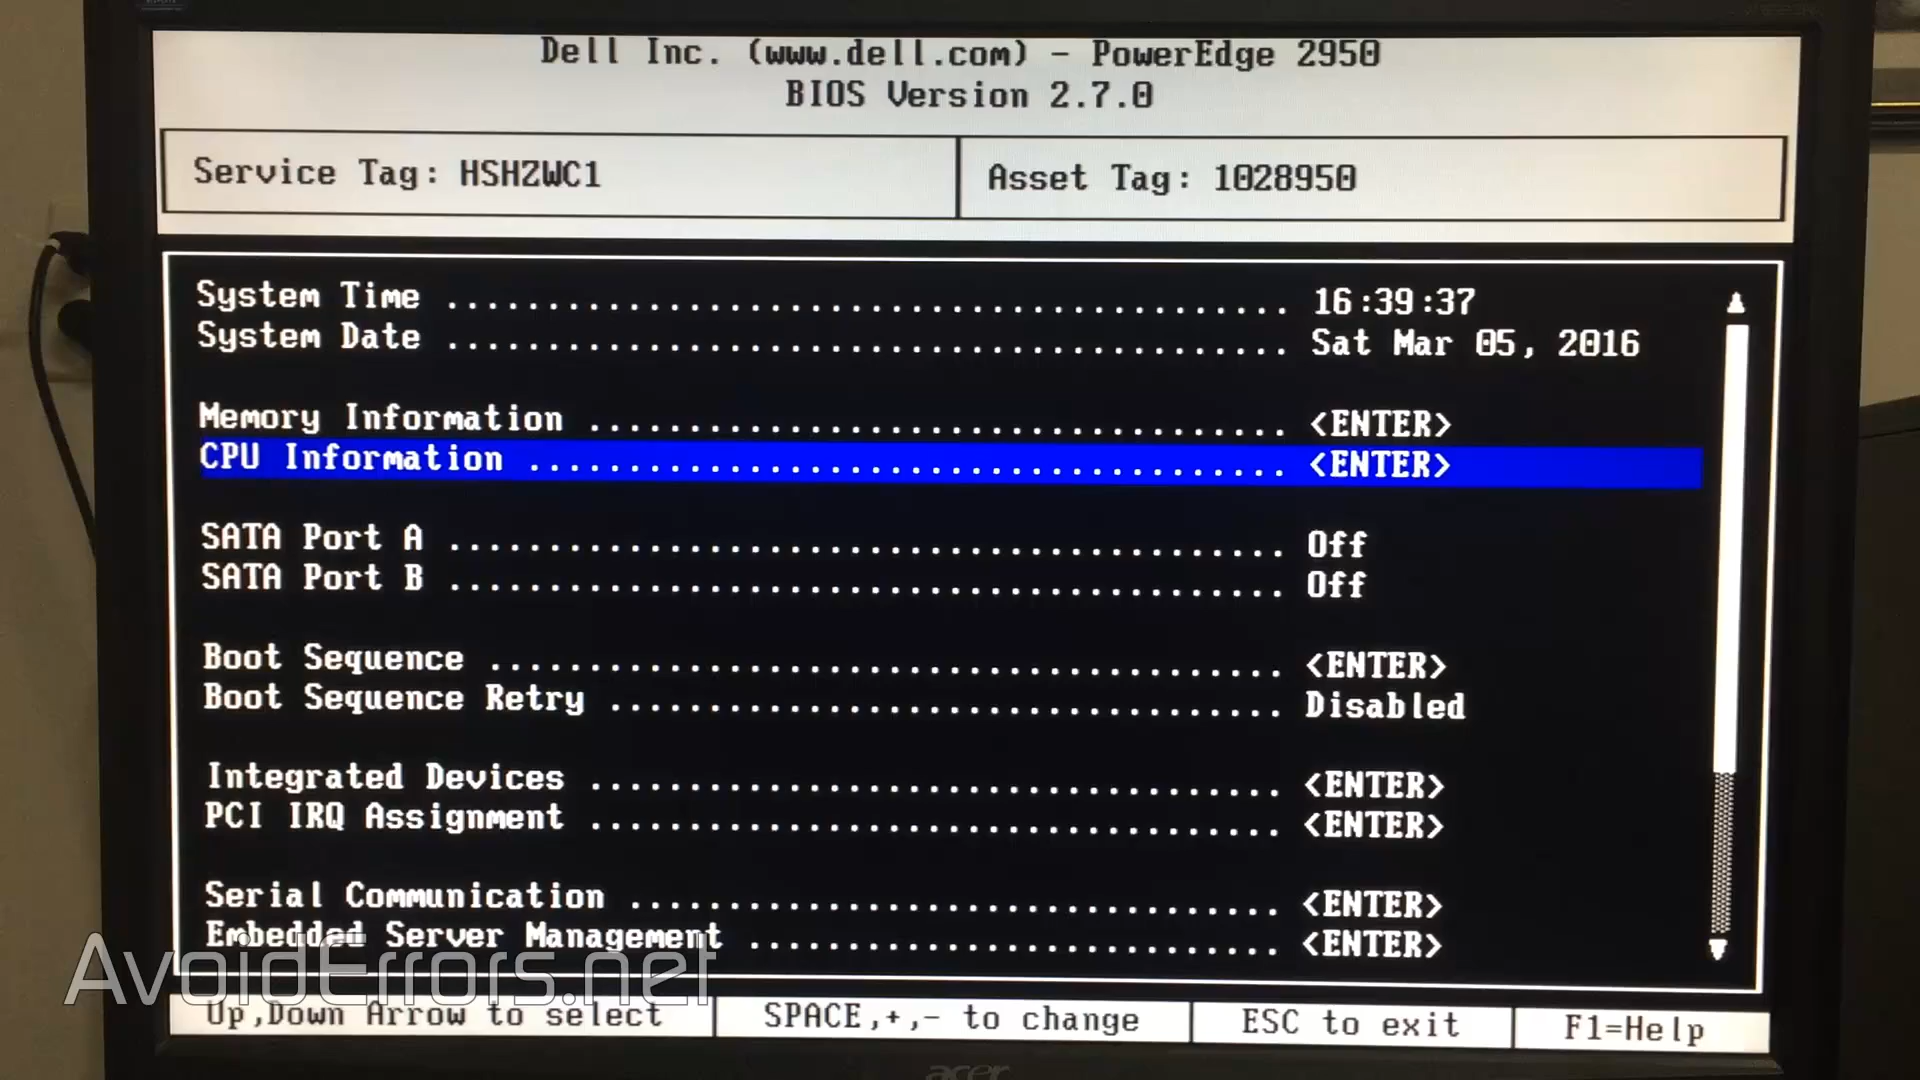 Dell Inc. (www.dell.com) - PowerEdge 2950
BIOS Version 2.7.0
Service Tag: HSHZWC1
Asset Tag: 1028950
System Time ........................................ 16:39:37
System Date ........................................ Sat Mar 05, 2016
Memory Information ................................. <ENTER>
CPU Information .................................... <ENTER>
SATA Port A ........................................ Off
SATA Port B ........................................ Off
Boot Sequence ...................................... <ENTER>
Boot Sequence Retry ................................ Disabled
Integrated Devices ................................. <ENTER>
PCI IRQ Assignment ................................. <ENTER>
Serial Communication ............................... <ENTER>
Embedded Server Management ......................... <ENTER>
AvoidErrors.net
Up,Down Arrow to select
SPACE,+,- to change
ESC to exit
F1=Help
acer